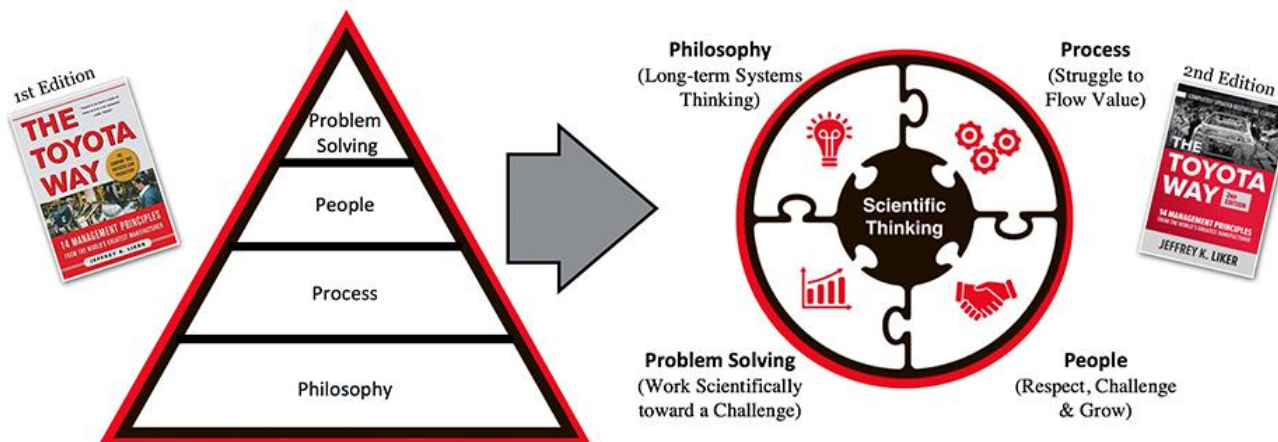 1st Edition
THE
TOYOTA
WAY
14 MANAGEMENT PRINCIPLES
FROM THE WORLD'S GREATEST MANUFACTURER
JEFFREY K. LIKER
Problem
Solving
People
Process
Philosophy
Philosophy
(Long-term Systems
Thinking)
Process
(Struggle to
Flow Value)
Scientific
Thinking
Problem Solving
(Work Scientifically
toward a Challenge)
People
(Respect, Challenge
& Grow)
2nd Edition
THE
TOYOTA
WAY
2ND
EDITION
14 MANAGEMENT PRINCIPLES
FROM THE WORLD'S GREATEST MANUFACTURER
JEFFREY K. LIKER